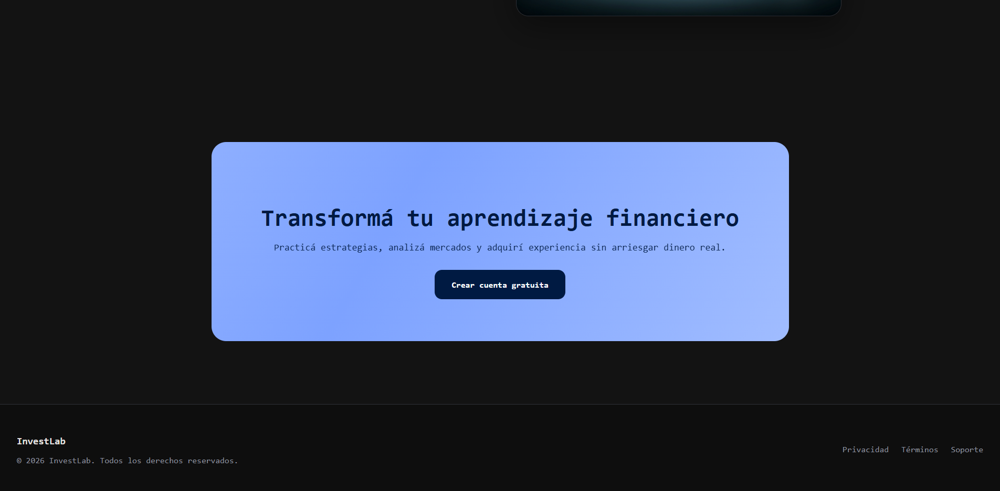 Transformá tu aprendizaje financiero
Practicá estrategias, analizá mercados y adquirí experiencia sin arriesgar dinero real.
Crear cuenta gratuita
InvestLab
© 2026 InvestLab. Todos los derechos reservados.
Privacidad Términos Soporte